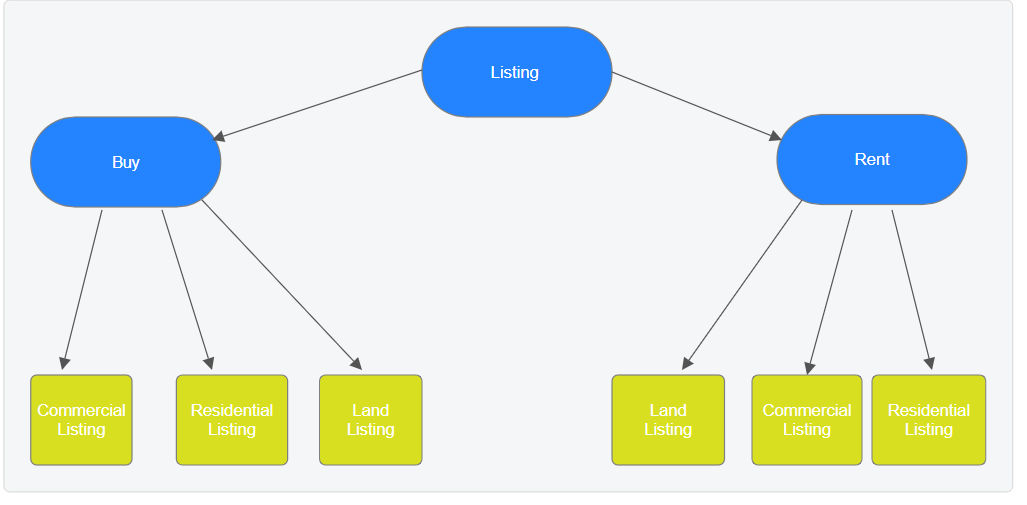 Listing
Buy
Rent
Commercial
Listing
Residential
Listing
Land
Listing
Land
Listing
Commercial
Listing
Residential
Listing